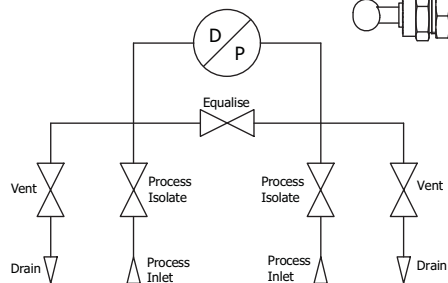 D
P
Equalise
Vent
Process
Isolate
Process
Isolate
Vent
Drain
Process
Inlet
Process
Inlet
Drain